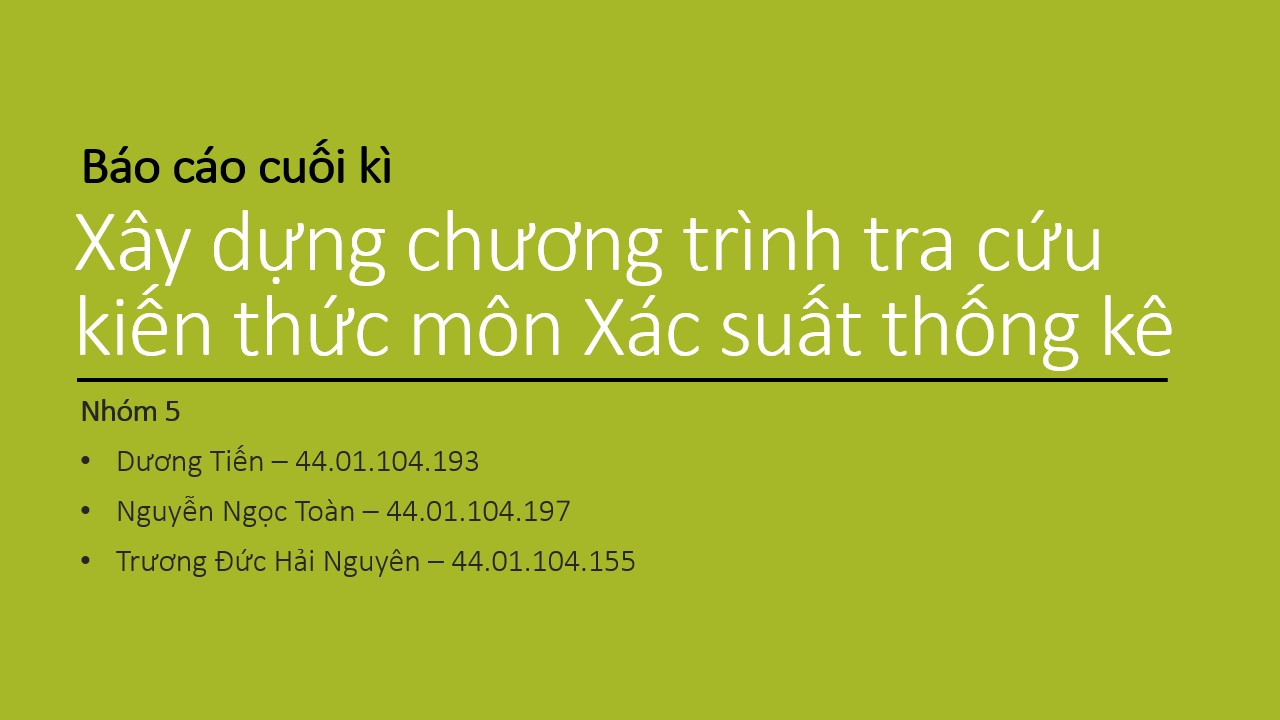 Báo cáo cuối kì
Xây dựng chương trình tra cứu
kiến thức môn Xác suất thống kê
Nhóm 5
• Dương Tiến – 44.01.104.193
• Nguyễn Ngọc Toàn – 44.01.104.197
• Trương Đức Hải Nguyên – 44.01.104.155